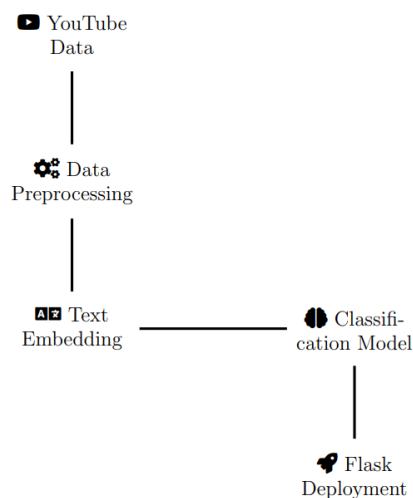 YouTube
Data
Data
Preprocessing
Text
Embedding
Classifi-
cation Model
Flask
Deployment